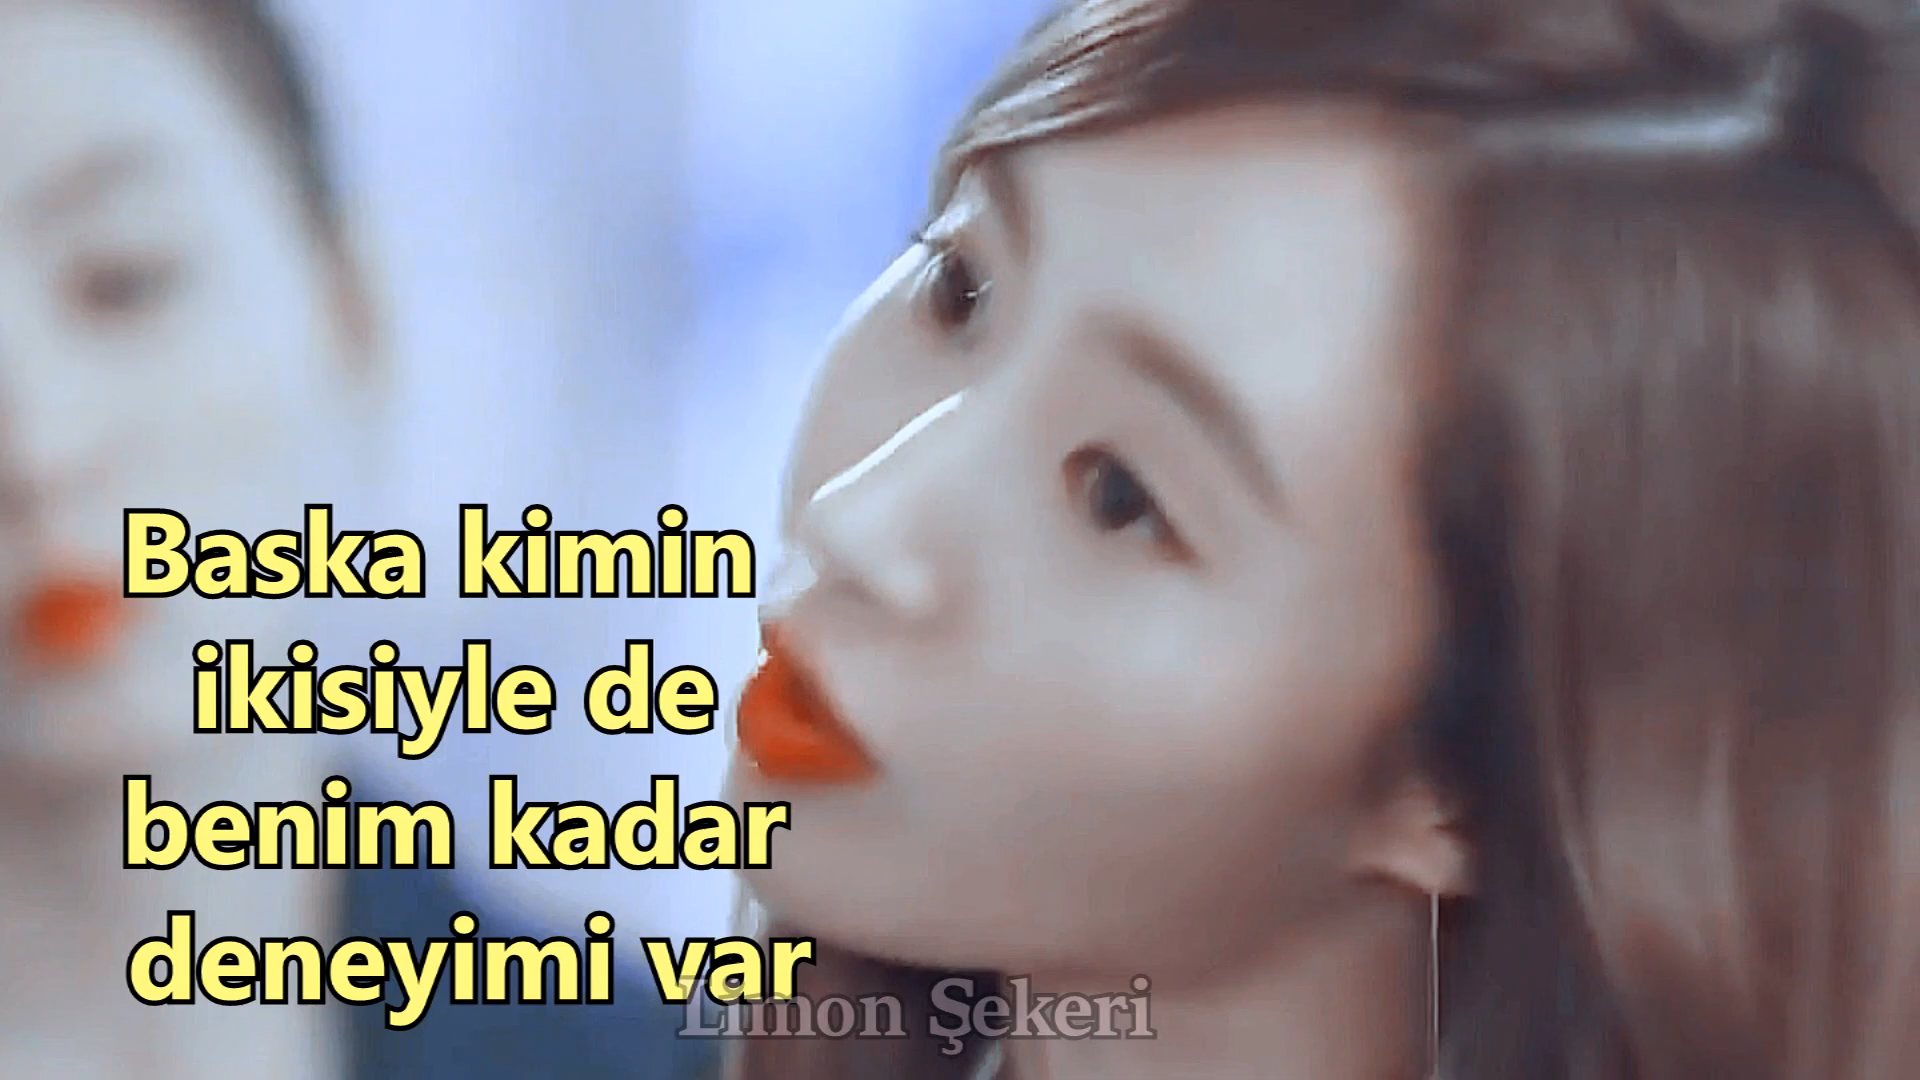 Baska kimin
ikisiyle de
benim kadar
deneyimi var
Limon Şekeri